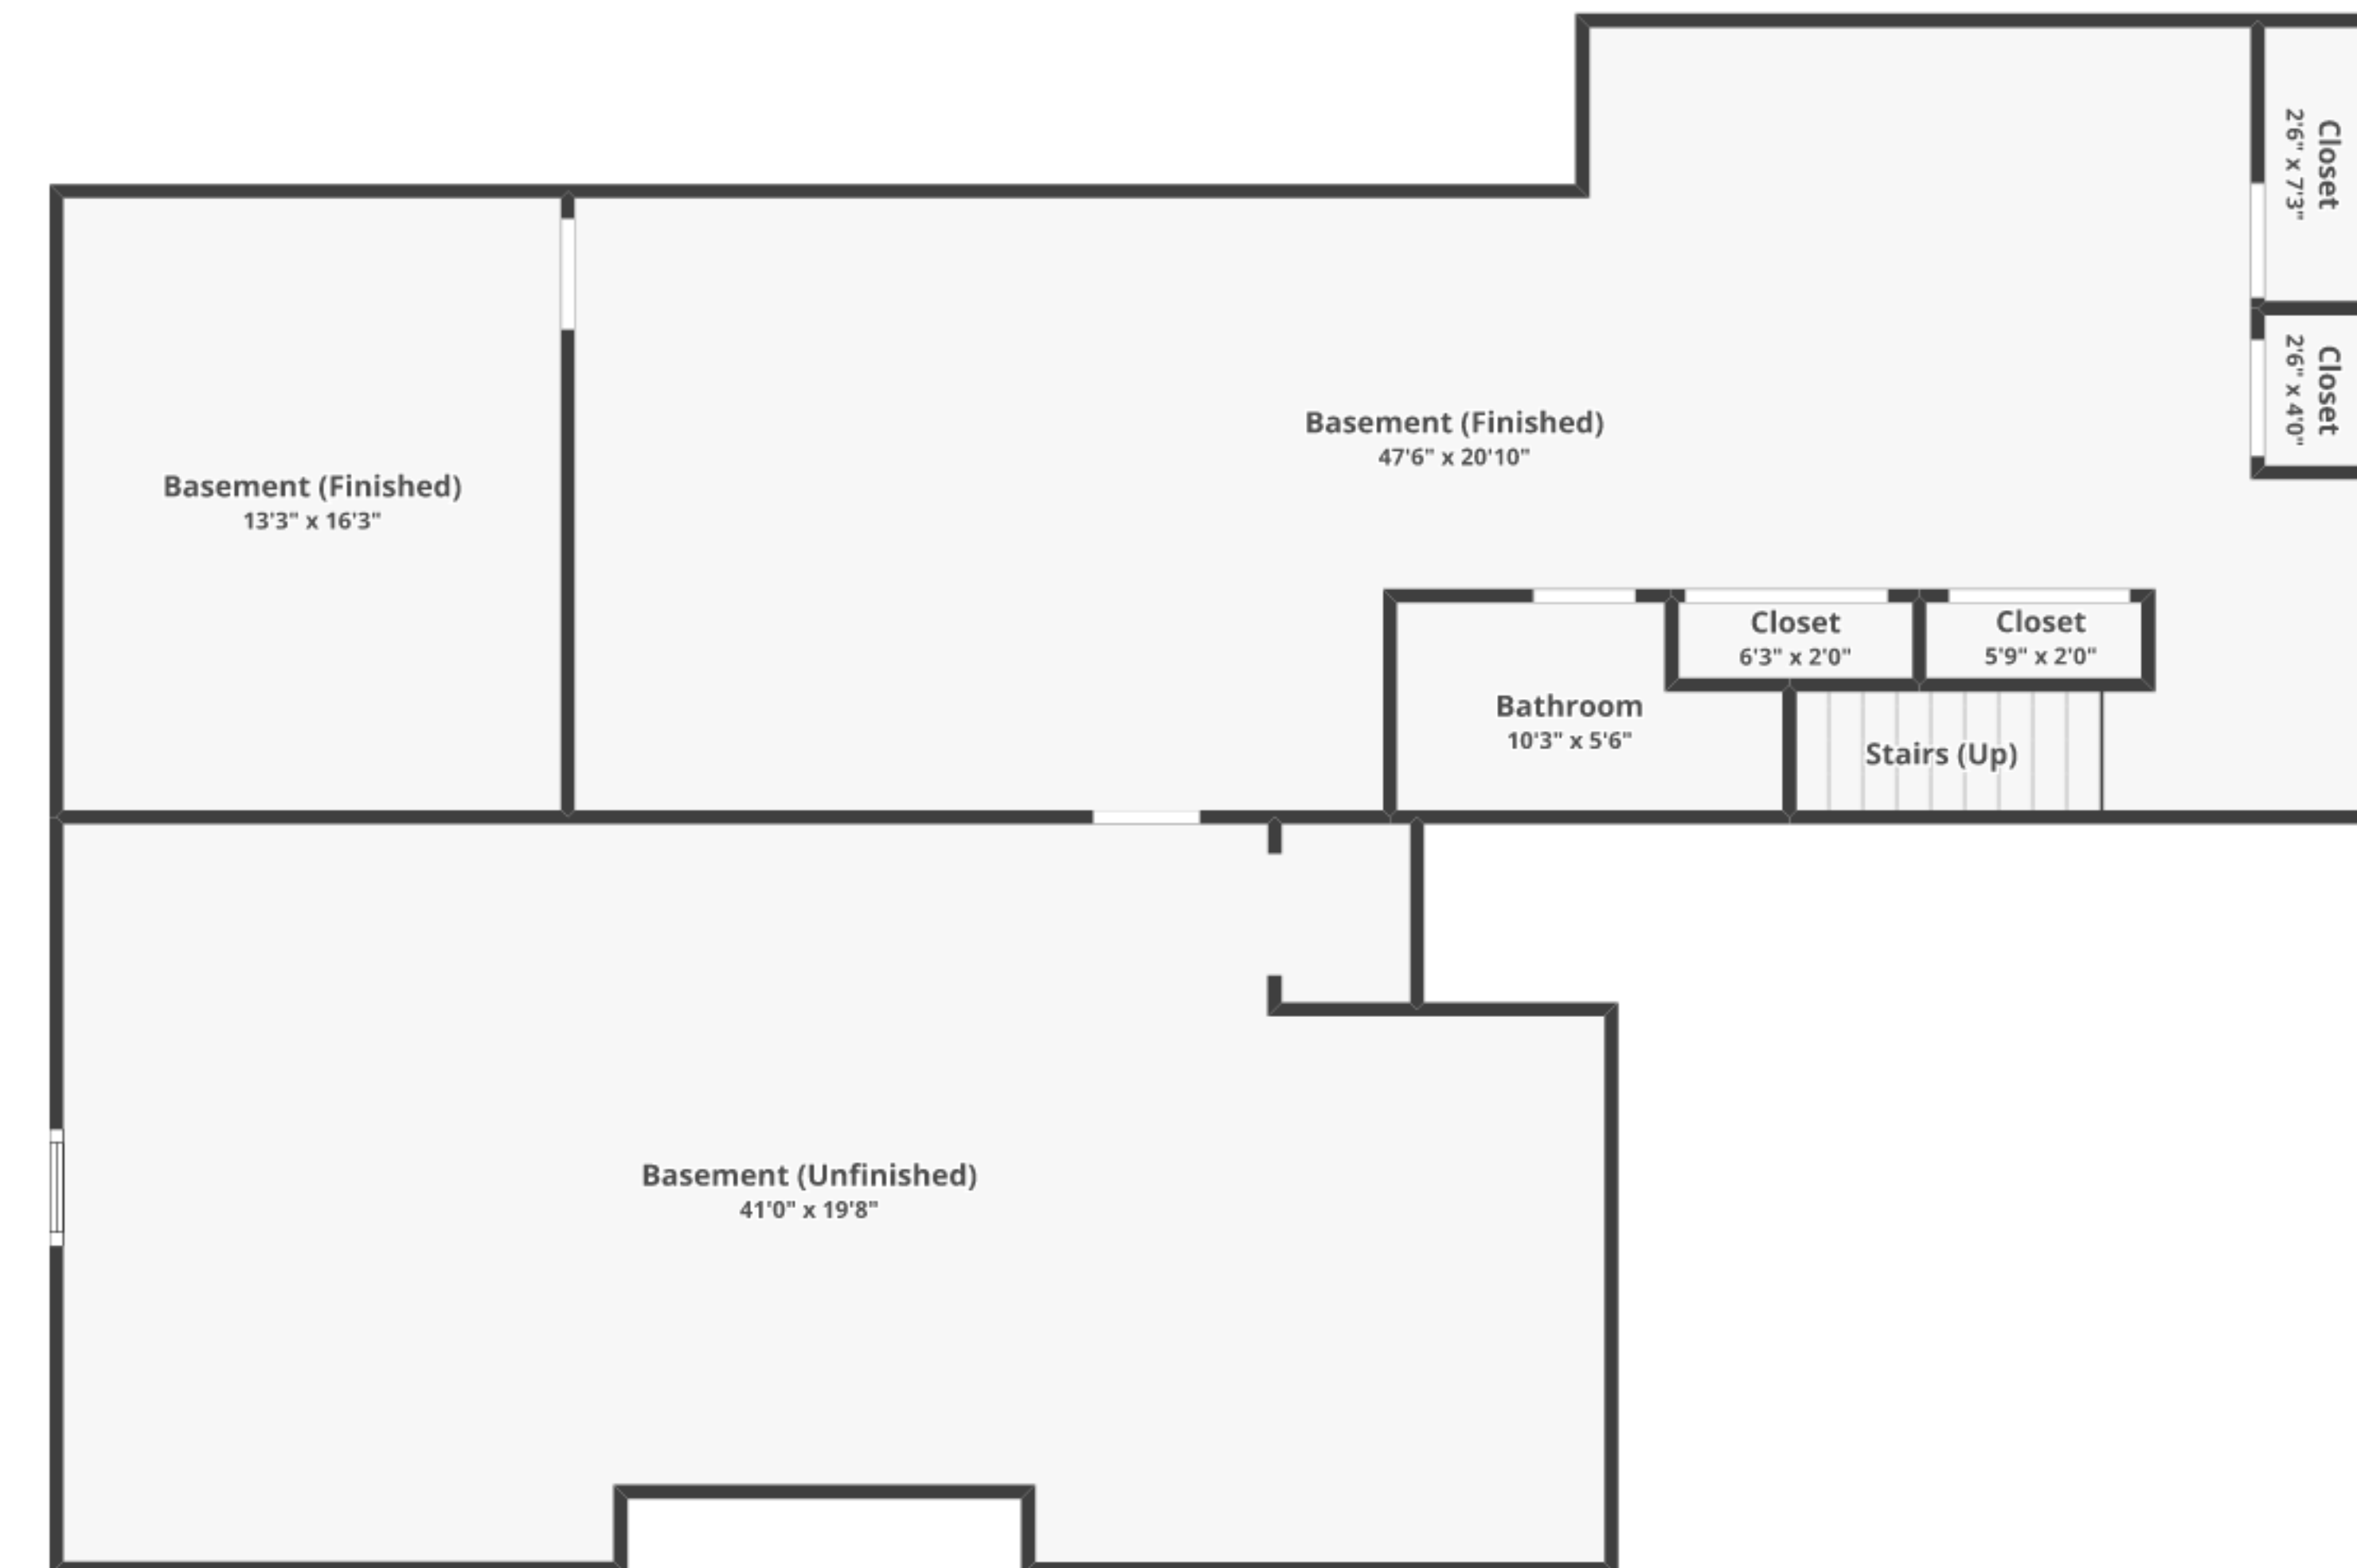 Closet
2'6" x 7'3"
Closet
2'6" x 4'0"
Basement (Finished)
47'6" x 20'10"
Basement (Finished)
13'3" x 16'3"
Closet
6'3" x 2'0"
Closet
5'9" x 2'0"
Bathroom
10'3" x 5'6"
Stairs (Up)
Basement (Unfinished)
41'0" x 19'8"